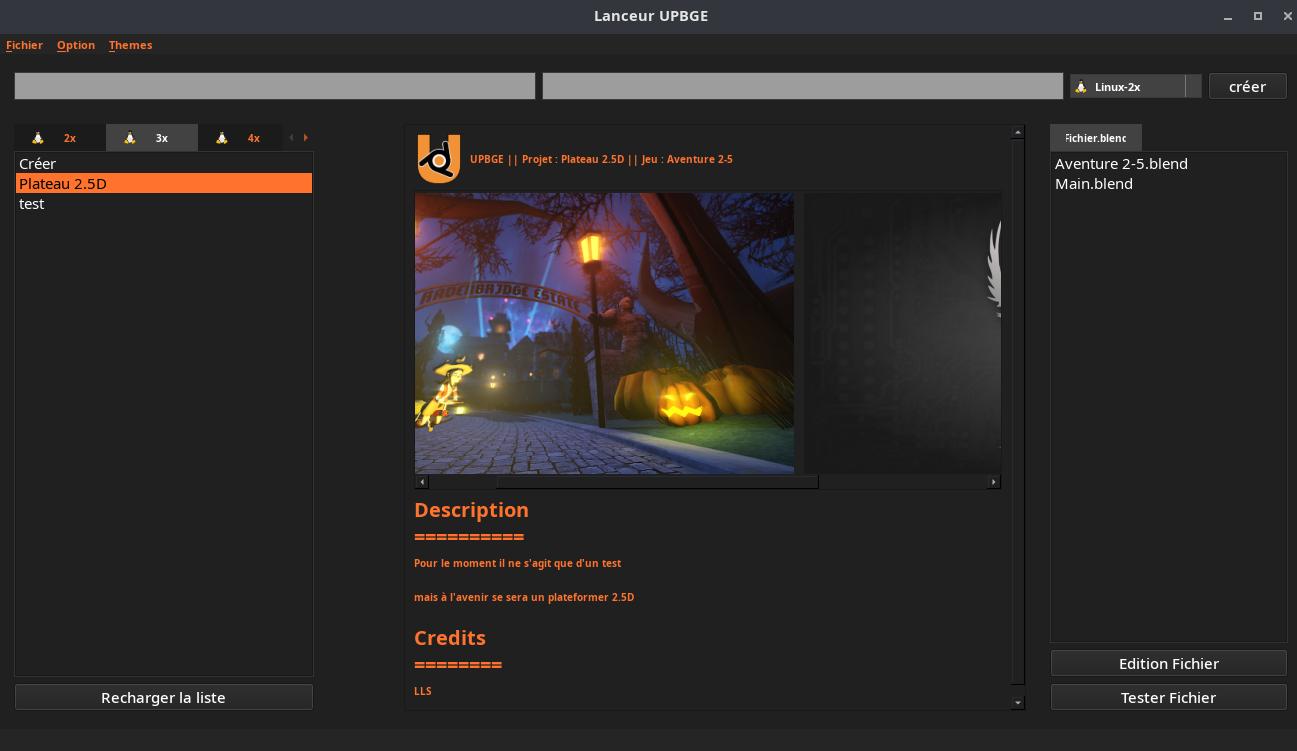 Lanceur UPBGE
Fichier Option Themes
Linux-2x créer
2x 3x 4x
Créer
Plateau 2.5D
test
Recharger la liste
UPBGE || Projet : Plateau 2.5D || Jeu : Aventure 2-5
Description
==========
Pour le moment il ne s'agit que d'un test
mais à l'avenir se sera un plateformer 2.5D
Credits
========
LLS
Fichier.blend
Aventure 2-5.blend
Main.blend
Edition Fichier
Tester Fichier